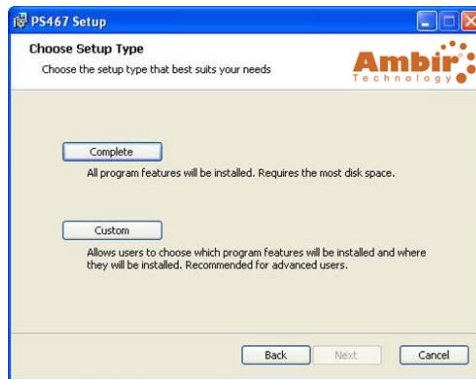 PS467 Setup
Choose Setup Type
Choose the setup type that best suits your needs
Ambir
Technology
Complete
All program features will be installed. Requires the most disk space.
Custom
Allows users to choose which program features will be installed and where
they will be installed. Recommended for advanced users.
Back
Next
Cancel